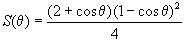 S(θ) = (2 + cosθ)(1 − cosθ)² / 4